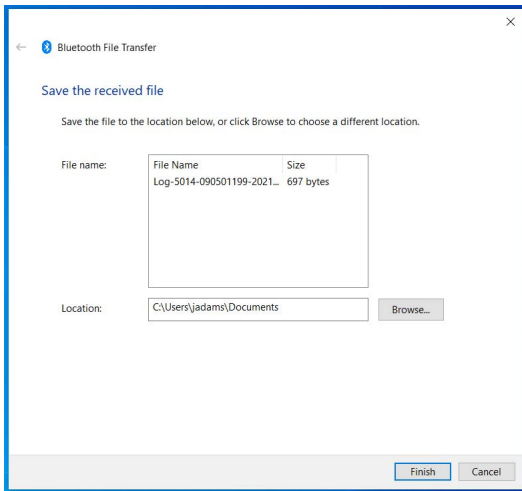 Bluetooth File Transfer
Save the received file
Save the file to the location below, or click Browse to choose a different location.
File name:
File Name Size
Log-5014-090501199-2021... 697 bytes
Location: C:\Users\jadams\Documents Browse...
Finish Cancel